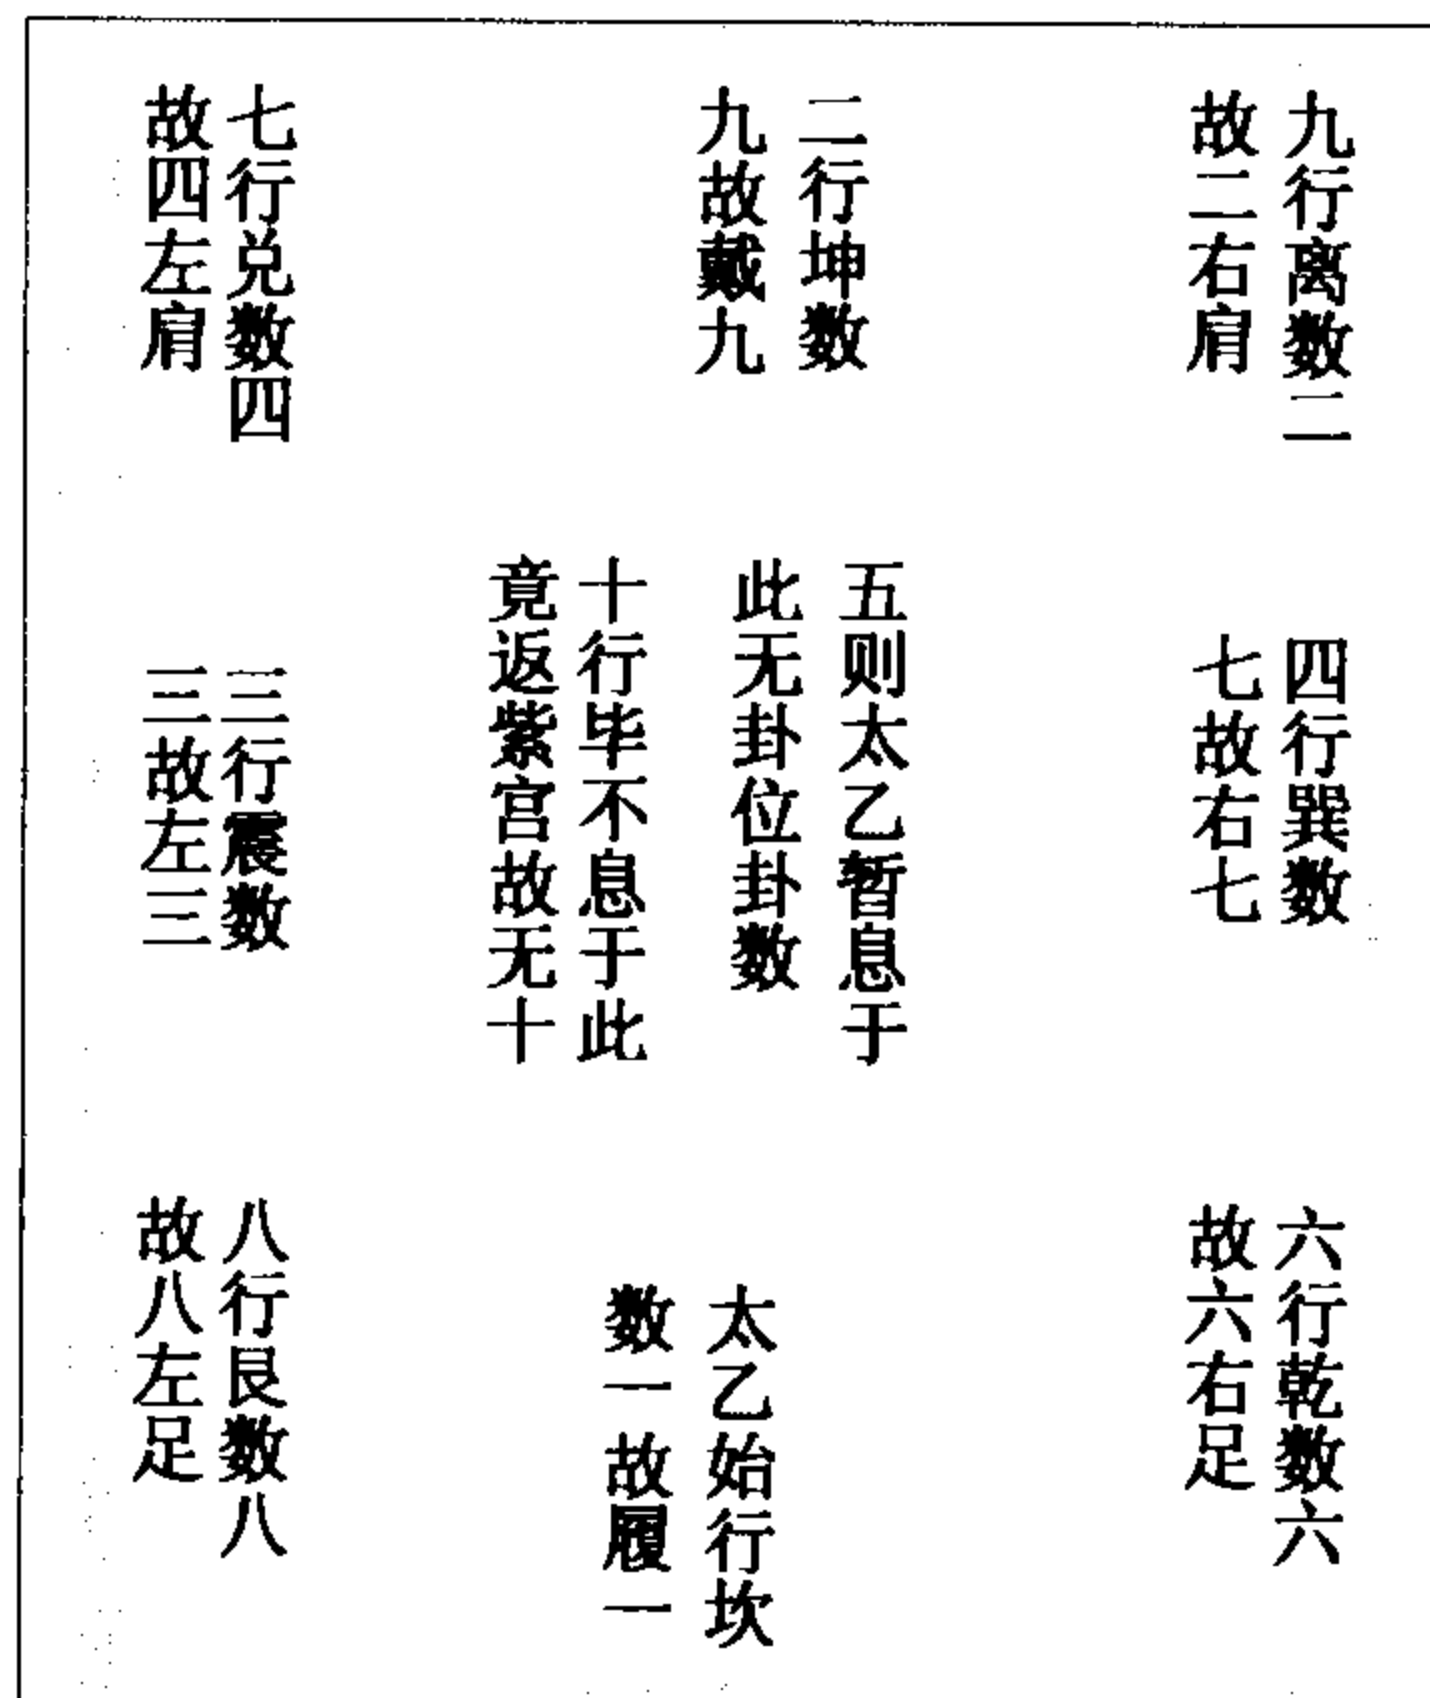 九行离数二
故二右肩
二行坤数
九故戴九
七行兑数四
故四左肩
四行巽数
七故右七
五则太乙暂息于
此无卦位卦数
十行毕不息于此
竟返紫宫故无十
三行震数
三故左三
六行乾数六
故六右足
太乙始行坎
数一故履一
八行艮数八
故八左足